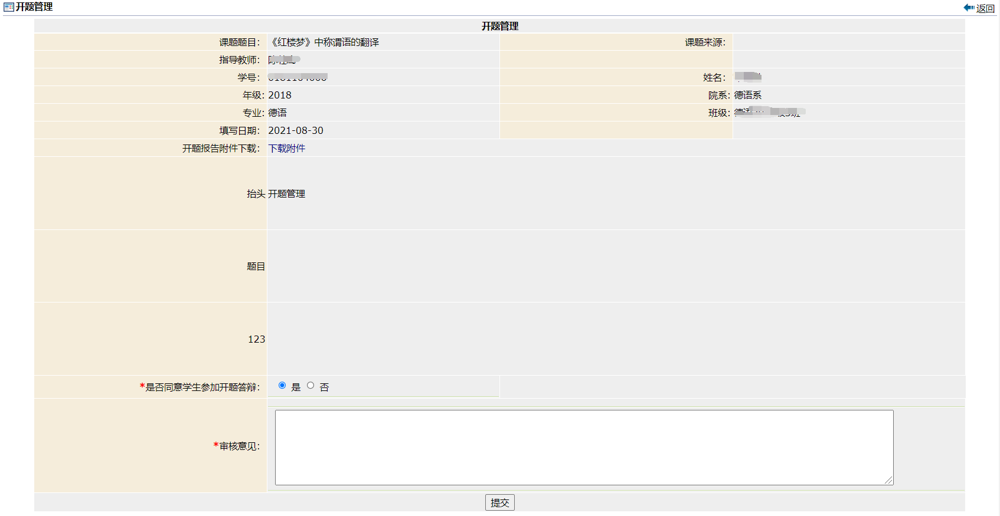 开题管理
返回
开题管理
课题题目： 《红楼梦》中称谓语的翻译 课题来源：
指导教师：
学号： 姓名：
年级: 2018 院系: 德语系
专业: 德语 班级:
填写日期： 2021-08-30
开题报告附件下载： 下载附件
抬头 开题管理
题目
123
*是否同意学生参加开题答辩： 是 否
*审核意见：
提交